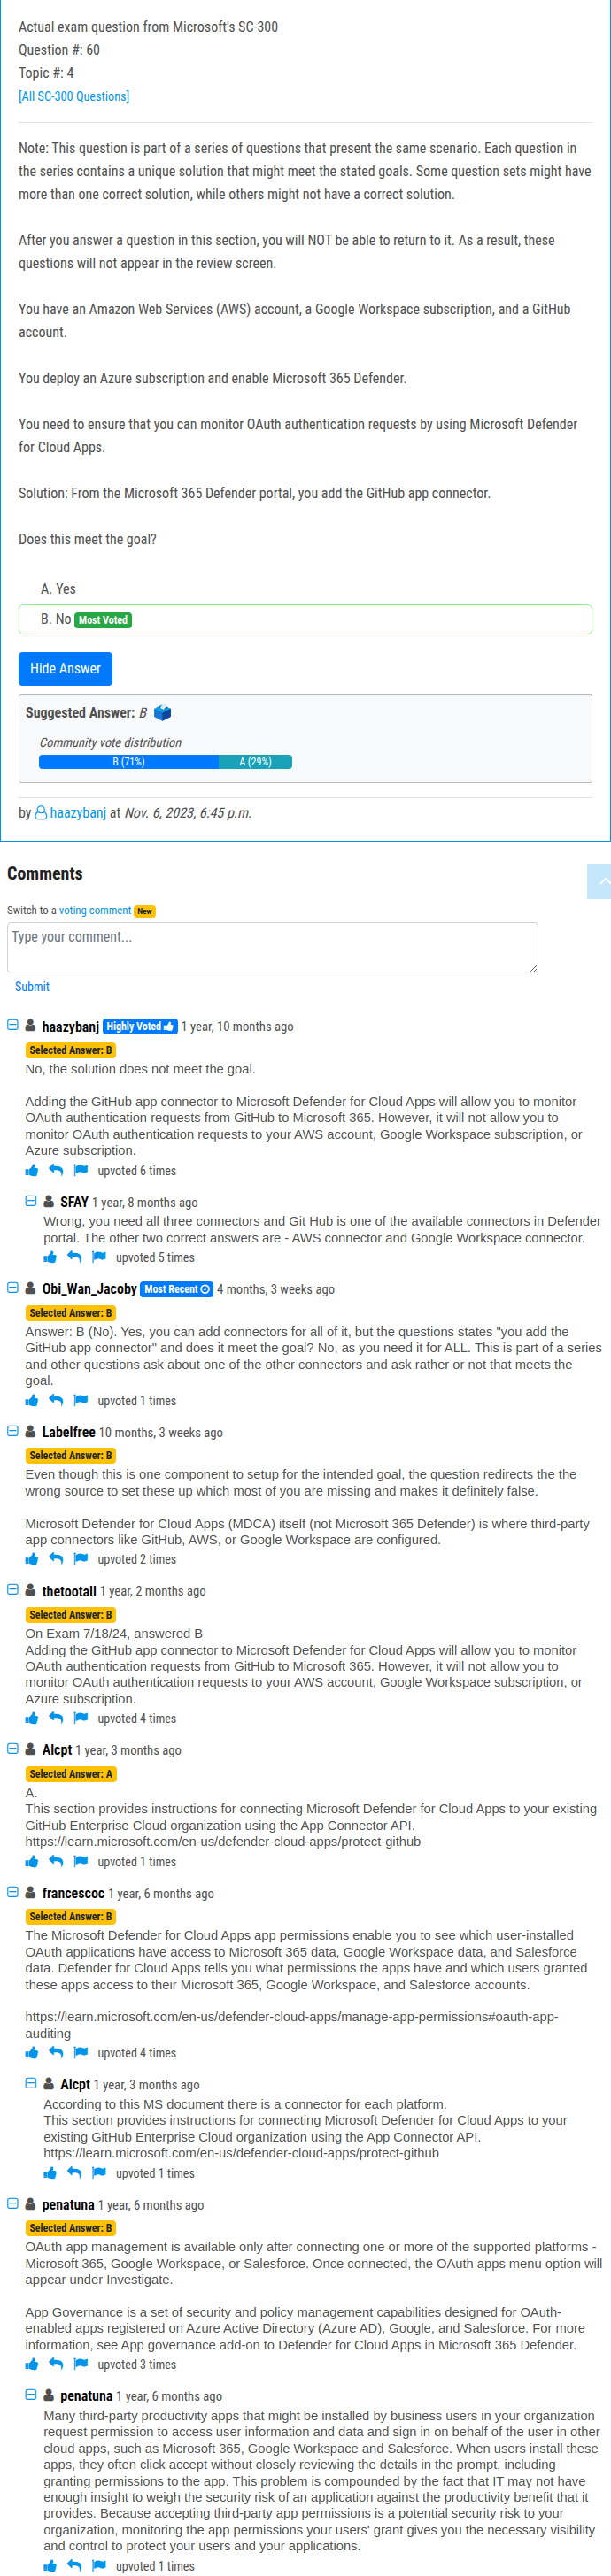 Actual exam question from Microsoft's SC-300
Question #: 60
Topic #: 4
[All SC-300 Questions]
Note: This question is part of a series of questions that present the same scenario. Each question in
the series contains a unique solution that might meet the stated goals. Some question sets might have
more than one correct solution, while others might not have a correct solution.
After you answer a question in this section, you will NOT be able to return to it. As a result, these
questions will not appear in the review screen.
You have an Amazon Web Services (AWS) account, a Google Workspace subscription, and a GitHub
account.
You deploy an Azure subscription and enable Microsoft 365 Defender.
You need to ensure that you can monitor OAuth authentication requests by using Microsoft Defender
for Cloud Apps.
Solution: From the Microsoft 365 Defender portal, you add the GitHub app connector.
Does this meet the goal?
A. Yes
B. No Most Voted
Hide Answer
Suggested Answer: B
Community vote distribution
B (71%) A (29%)
by haazybanj at Nov. 6, 2023, 6:45 p.m.
Comments
Switch to a voting comment New
Type your comment...
Submit
haazybanj Highly Voted 1 year, 10 months ago
Selected Answer: B
No, the solution does not meet the goal.
Adding the GitHub app connector to Microsoft Defender for Cloud Apps will allow you to monitor
OAuth authentication requests from GitHub to Microsoft 365. However, it will not allow you to
monitor OAuth authentication requests to your AWS account, Google Workspace subscription, or
Azure subscription.
upvoted 6 times
SFAY 1 year, 8 months ago
Wrong, you need all three connectors and Git Hub is one of the available connectors in Defender
portal. The other two correct answers are - AWS connector and Google Workspace connector.
upvoted 5 times
Obi_Wan_Jacoby Most Recent 4 months, 3 weeks ago
Selected Answer: B
Answer: B (No). Yes, you can add connectors for all of it, but the questions states "you add the
GitHub app connector" and does it meet the goal? No, as you need it for ALL. This is part of a series
and other questions ask about one of the other connectors and ask rather or not that meets the
goal.
upvoted 1 times
Labelfree 10 months, 3 weeks ago
Selected Answer: B
Even though this is one component to setup for the intended goal, the question redirects the the
wrong source to set these up which most of you are missing and makes it definitely false.
Microsoft Defender for Cloud Apps (MDCA) itself (not Microsoft 365 Defender) is where third-party
app connectors like GitHub, AWS, or Google Workspace are configured.
upvoted 2 times
thetootall 1 year, 2 months ago
Selected Answer: B
On Exam 7/18/24, answered B
Adding the GitHub app connector to Microsoft Defender for Cloud Apps will allow you to monitor
OAuth authentication requests from GitHub to Microsoft 365. However, it will not allow you to
monitor OAuth authentication requests to your AWS account, Google Workspace subscription, or
Azure subscription.
upvoted 4 times
Alcpt 1 year, 3 months ago
Selected Answer: A
A.
This section provides instructions for connecting Microsoft Defender for Cloud Apps to your existing
GitHub Enterprise Cloud organization using the App Connector API.
https://learn.microsoft.com/en-us/defender-cloud-apps/protect-github
upvoted 1 times
francescoc 1 year, 6 months ago
Selected Answer: B
The Microsoft Defender for Cloud Apps app permissions enable you to see which user-installed
OAuth applications have access to Microsoft 365 data, Google Workspace data, and Salesforce
data. Defender for Cloud Apps tells you what permissions the apps have and which users granted
these apps access to their Microsoft 365, Google Workspace, and Salesforce accounts.
https://learn.microsoft.com/en-us/defender-cloud-apps/manage-app-permissions#oauth-app-
auditing
upvoted 4 times
Alcpt 1 year, 3 months ago
According to this MS document there is a connector for each platform.
This section provides instructions for connecting Microsoft Defender for Cloud Apps to your
existing GitHub Enterprise Cloud organization using the App Connector API.
https://learn.microsoft.com/en-us/defender-cloud-apps/protect-github
upvoted 1 times
penatuna 1 year, 6 months ago
Selected Answer: B
OAuth app management is available only after connecting one or more of the supported platforms -
Microsoft 365, Google Workspace, or Salesforce. Once connected, the OAuth apps menu option will
appear under Investigate.
App Governance is a set of security and policy management capabilities designed for OAuth-
enabled apps registered on Azure Active Directory (Azure AD), Google, and Salesforce. For more
information, see App governance add-on to Defender for Cloud Apps in Microsoft 365 Defender.
upvoted 3 times
penatuna 1 year, 6 months ago
Many third-party productivity apps that might be installed by business users in your organization
request permission to access user information and data and sign in on behalf of the user in other
cloud apps, such as Microsoft 365, Google Workspace and Salesforce. When users install these
apps, they often click accept without closely reviewing the details in the prompt, including
granting permissions to the app. This problem is compounded by the fact that IT may not have
enough insight to weigh the security risk of an application against the productivity benefit that it
provides. Because accepting third-party app permissions is a potential security risk to your
organization, monitoring the app permissions your users' grant gives you the necessary visibility
and control to protect your users and your applications.
upvoted 1 times